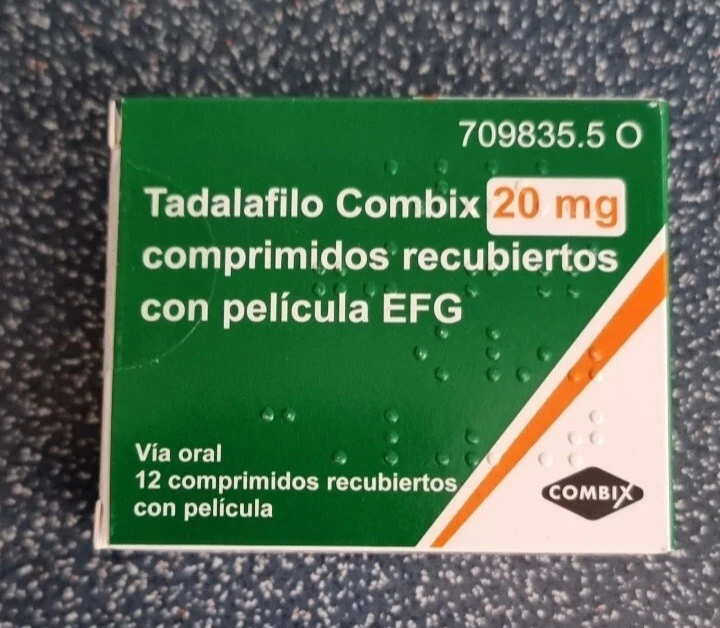 709835.5 O
Tadalafilo Combix 20 mg
comprimidos recubiertos
con película EFG
Vía oral
12 comprimidos recubiertos
con película
COMBIX